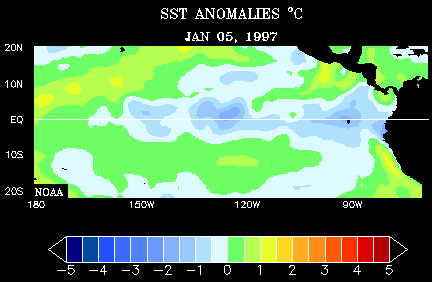 SST ANOMALIES °C
JAN 05, 1997
20N
10N
EQ
10S
20S
NOAA
180 150W 120W 90W
-5 -4 -3 -2 -1 0 1 2 3 4 5